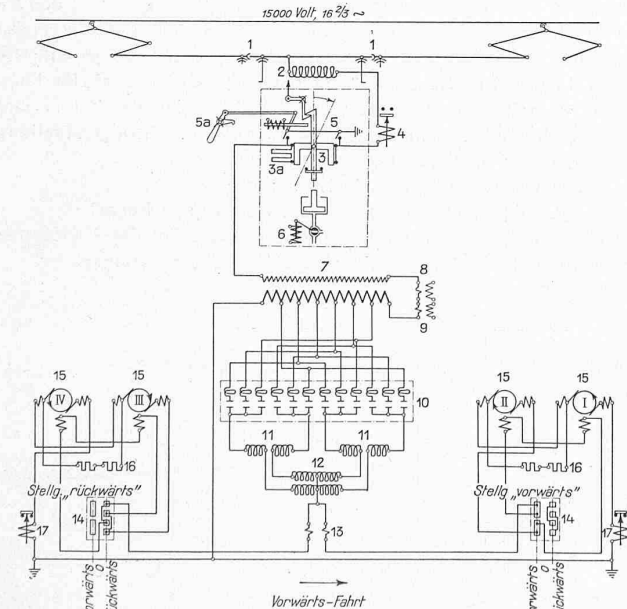 15000 Volt, 16 2/3 ~
1 1
2
5a 5 4
3
3a
6
7
8
9
15 15 15 15
IV III II I
10
11 11
16 12 16
Stellg. „rückwärts" Stellg. „vorwärts"
14 14
17 13 17
vorwärts 0 rückwärts
vorwärts 0 rückwärts
Vorwärts-Fahrt